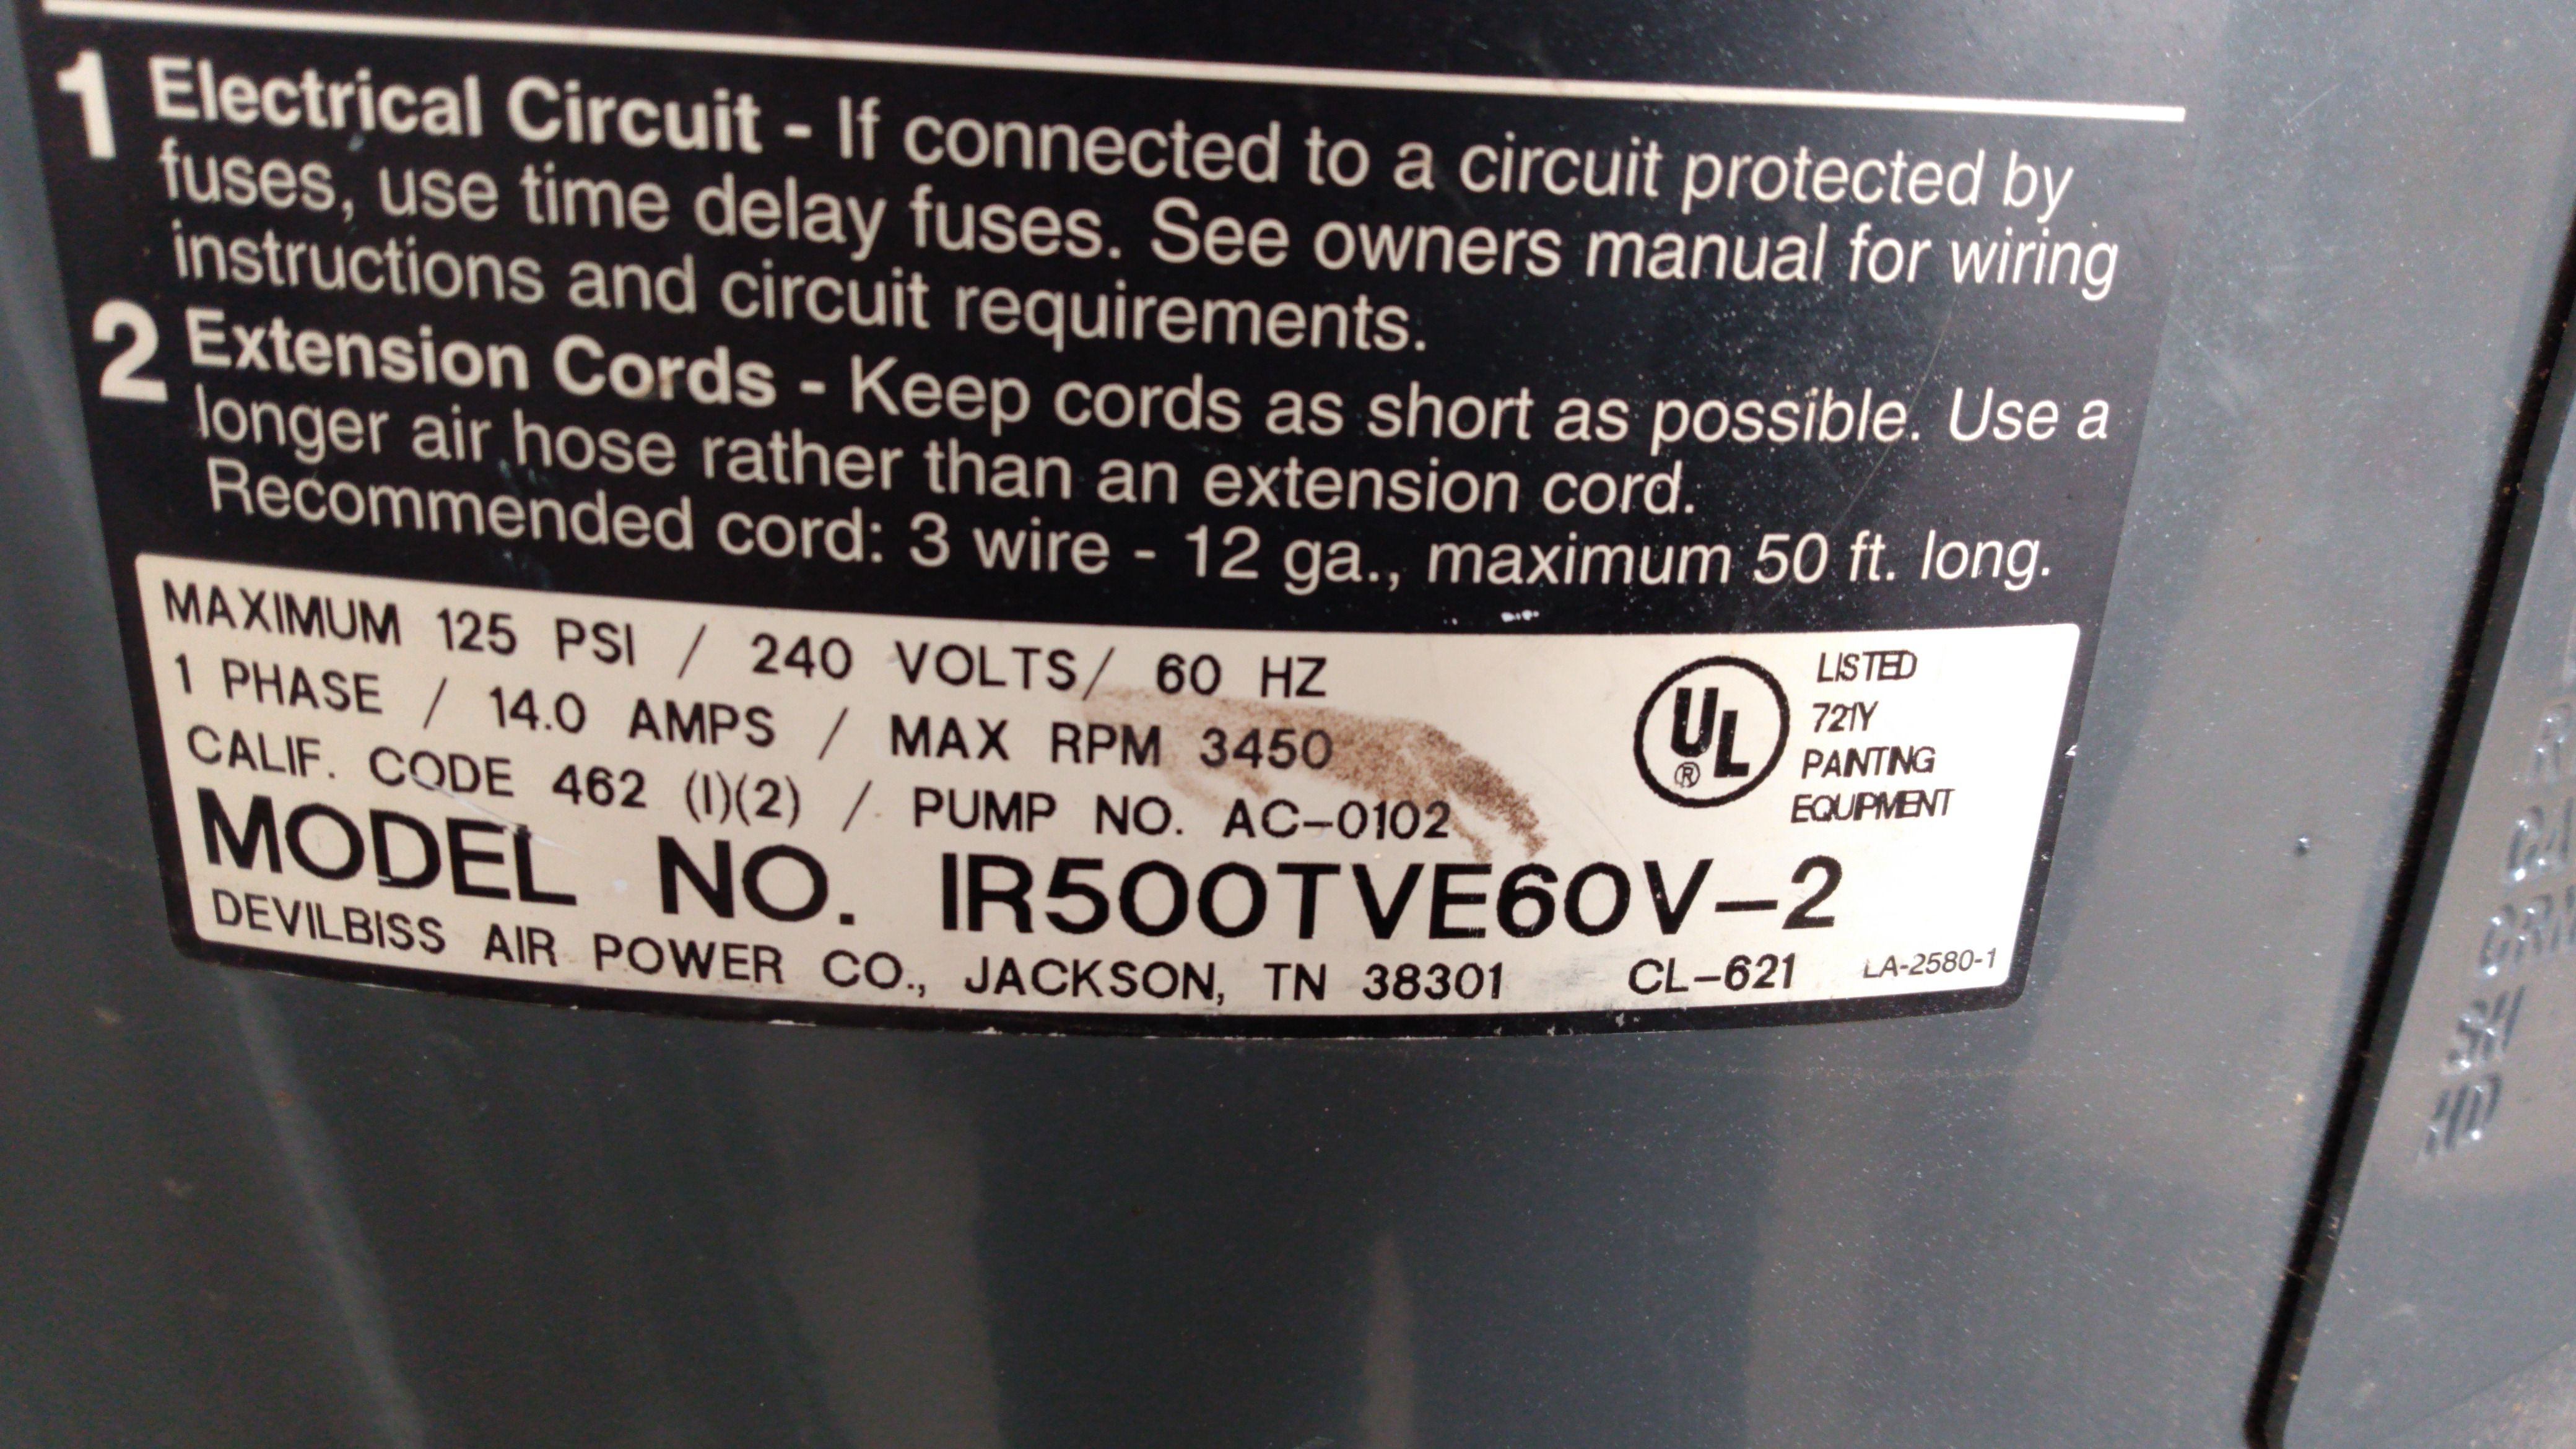 1 Electrical Circuit - If connected to a circuit protected by
fuses, use time delay fuses. See owners manual for wiring
instructions and circuit requirements.
2 Extension Cords - Keep cords as short as possible. Use a
longer air hose rather than an extension cord.
Recommended cord: 3 wire - 12 ga., maximum 50 ft. long.
MAXIMUM 125 PSI / 240 VOLTS/ 60 HZ
1 PHASE / 14.0 AMPS / MAX RPM 3450
CALIF. CODE 462 (l)(2) / PUMP NO. AC-0102
MODEL NO. IR500TVE60V-2
DEVILBISS AIR POWER CO., JACKSON, TN 38301 CL-621 LA-2580-1
UL ®
LISTED
721Y
PAINTING
EQUIPMENT